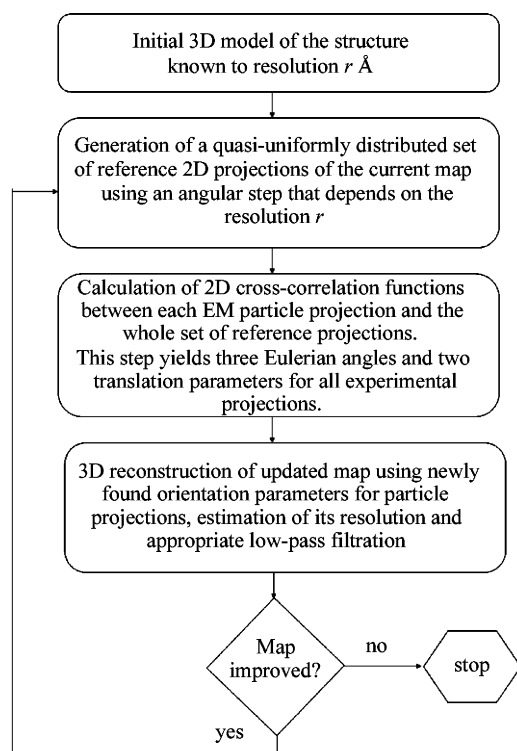 Initial 3D model of the structure
known to resolution r Å
Generation of a quasi-uniformly distributed set
of reference 2D projections of the current map
using an angular step that depends on the
resolution r
Calculation of 2D cross-correlation functions
between each EM particle projection and the
whole set of reference projections.
This step yields three Eulerian angles and two
translation parameters for all experimental
projections.
3D reconstruction of updated map using newly
found orientation parameters for particle
projections, estimation of its resolution and
appropriate low-pass filtration
Map
improved?
no
stop
yes